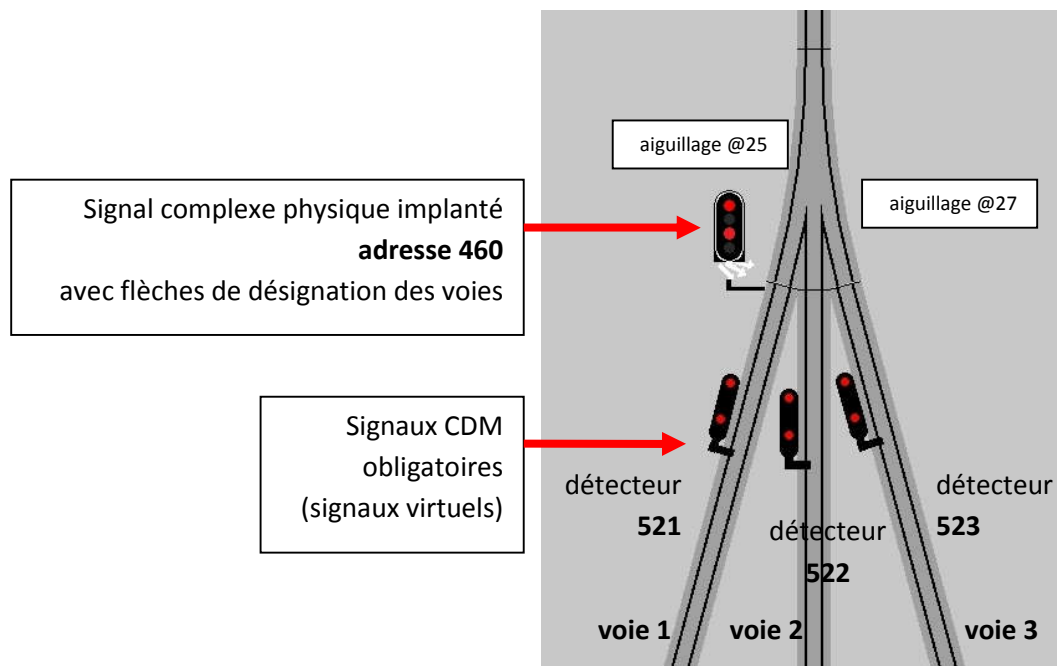 aiguillage @25
Signal complexe physique implanté
adresse 460
avec flèches de désignation des voies
aiguillage @27
Signaux CDM
obligatoires
(signaux virtuels)
détecteur
521
détecteur
522
détecteur
523
voie 1
voie 2
voie 3